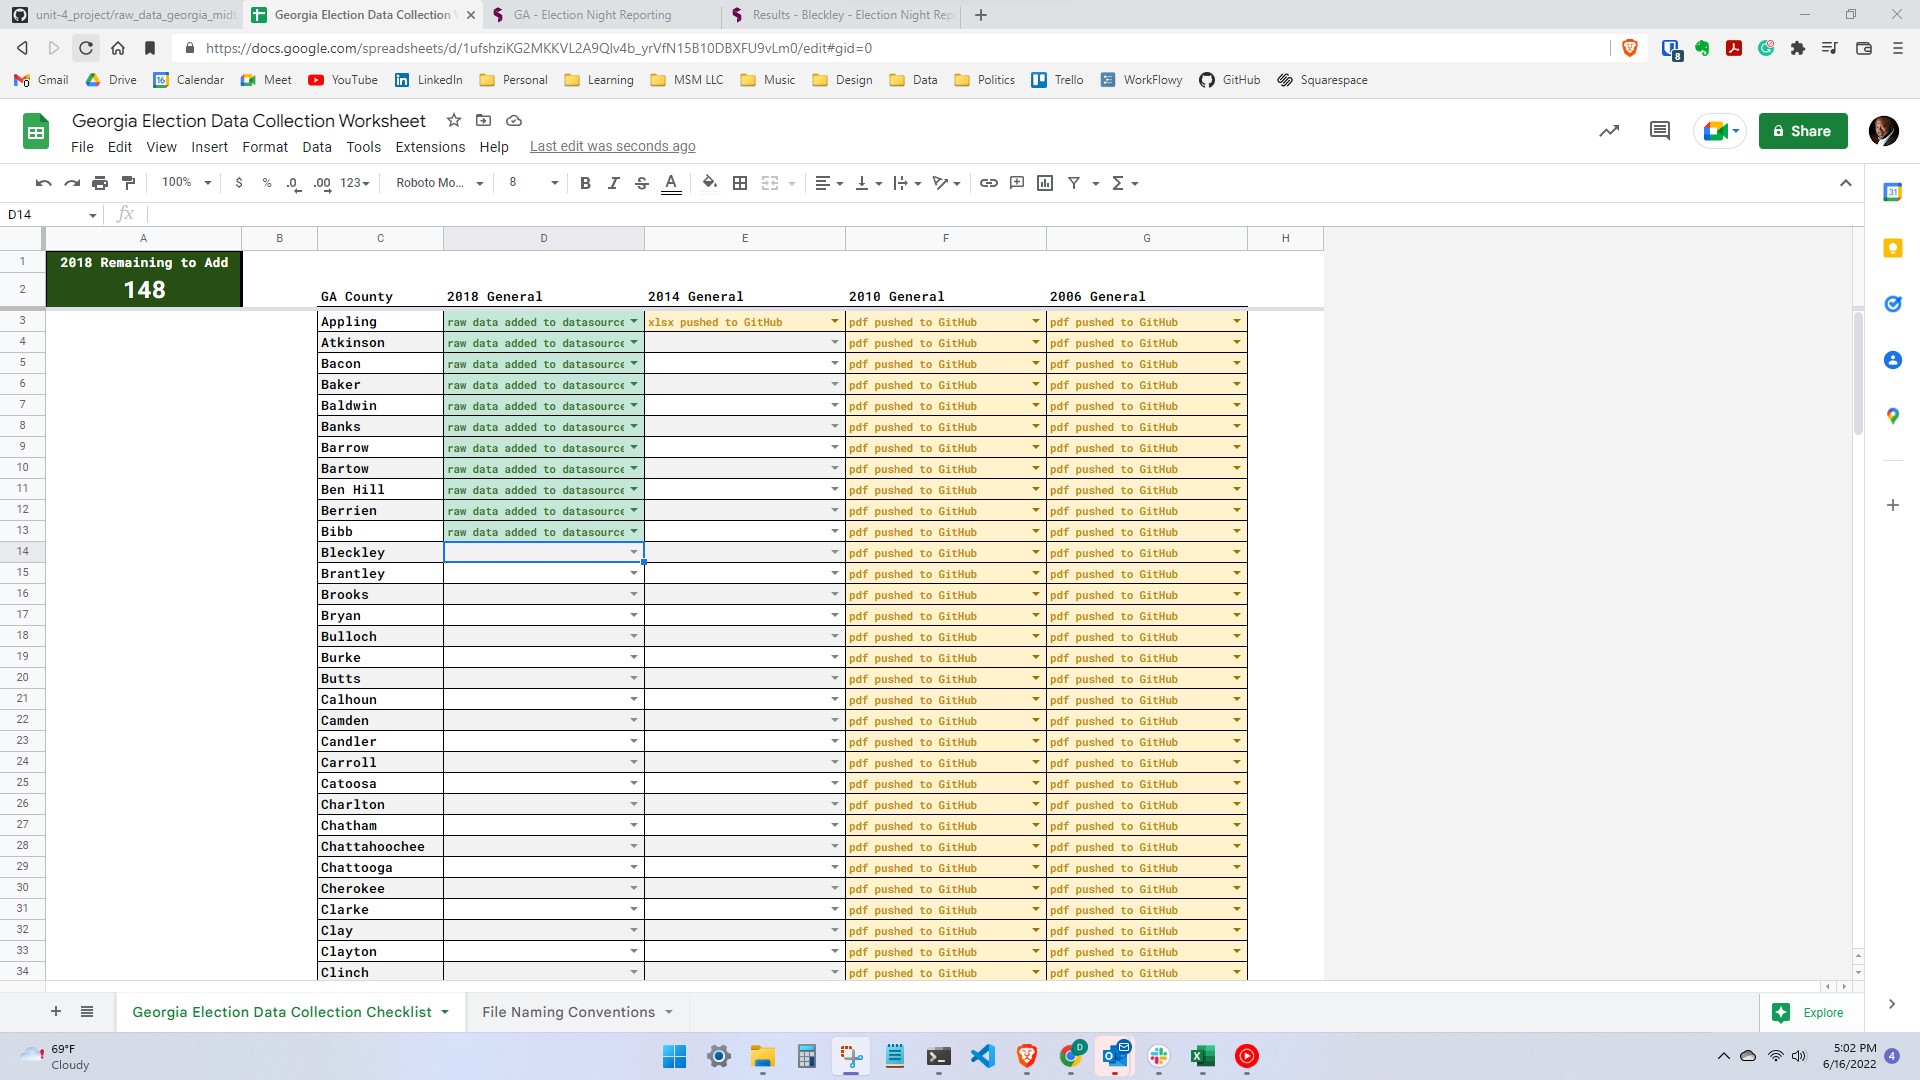 unit-4_project/raw_data_georgia_midt
Georgia Election Data Collection W
GA - Election Night Reporting
Results - Bleckley - Election Night Rep
https://docs.google.com/spreadsheets/d/1ufshziKG2MKKVL2A9Qlv4b_yrVfN15B10DBXFU9vLm0/edit#gid=0
8
Gmail Drive 16 Calendar Meet YouTube LinkedIn Personal Learning MSM LLC Music Design Data Politics Trello WorkFlowy GitHub Squarespace
Georgia Election Data Collection Worksheet
Share
File Edit View Insert Format Data Tools Extensions Help Last edit was seconds ago
100% $ % .0 .00 123 Roboto Mo... 8 B I S A
31
D14 fx
A B C D E F G H
1 2018 Remaining to Add
2 148 GA County 2018 General 2014 General 2010 General 2006 General
3 Appling raw data added to datasource xlsx pushed to GitHub pdf pushed to GitHub pdf pushed to GitHub
4 Atkinson raw data added to datasource pdf pushed to GitHub pdf pushed to GitHub
5 Bacon raw data added to datasource pdf pushed to GitHub pdf pushed to GitHub
6 Baker raw data added to datasource pdf pushed to GitHub pdf pushed to GitHub
7 Baldwin raw data added to datasource pdf pushed to GitHub pdf pushed to GitHub
8 Banks raw data added to datasource pdf pushed to GitHub pdf pushed to GitHub
9 Barrow raw data added to datasource pdf pushed to GitHub pdf pushed to GitHub
10 Bartow raw data added to datasource pdf pushed to GitHub pdf pushed to GitHub
11 Ben Hill raw data added to datasource pdf pushed to GitHub pdf pushed to GitHub
12 Berrien raw data added to datasource pdf pushed to GitHub pdf pushed to GitHub
13 Bibb raw data added to datasource pdf pushed to GitHub pdf pushed to GitHub
14 Bleckley pdf pushed to GitHub pdf pushed to GitHub
15 Brantley pdf pushed to GitHub pdf pushed to GitHub
16 Brooks pdf pushed to GitHub pdf pushed to GitHub
17 Bryan pdf pushed to GitHub pdf pushed to GitHub
18 Bulloch pdf pushed to GitHub pdf pushed to GitHub
19 Burke pdf pushed to GitHub pdf pushed to GitHub
20 Butts pdf pushed to GitHub pdf pushed to GitHub
21 Calhoun pdf pushed to GitHub pdf pushed to GitHub
22 Camden pdf pushed to GitHub pdf pushed to GitHub
23 Candler pdf pushed to GitHub pdf pushed to GitHub
24 Carroll pdf pushed to GitHub pdf pushed to GitHub
25 Catoosa pdf pushed to GitHub pdf pushed to GitHub
26 Charlton pdf pushed to GitHub pdf pushed to GitHub
27 Chatham pdf pushed to GitHub pdf pushed to GitHub
28 Chattahoochee pdf pushed to GitHub pdf pushed to GitHub
29 Chattooga pdf pushed to GitHub pdf pushed to GitHub
30 Cherokee pdf pushed to GitHub pdf pushed to GitHub
31 Clarke pdf pushed to GitHub pdf pushed to GitHub
32 Clay pdf pushed to GitHub pdf pushed to GitHub
33 Clayton pdf pushed to GitHub pdf pushed to GitHub
34 Clinch pdf pushed to GitHub pdf pushed to GitHub
Georgia Election Data Collection Checklist File Naming Conventions Explore
69°F
Cloudy
D
5:02 PM
6/16/2022
4